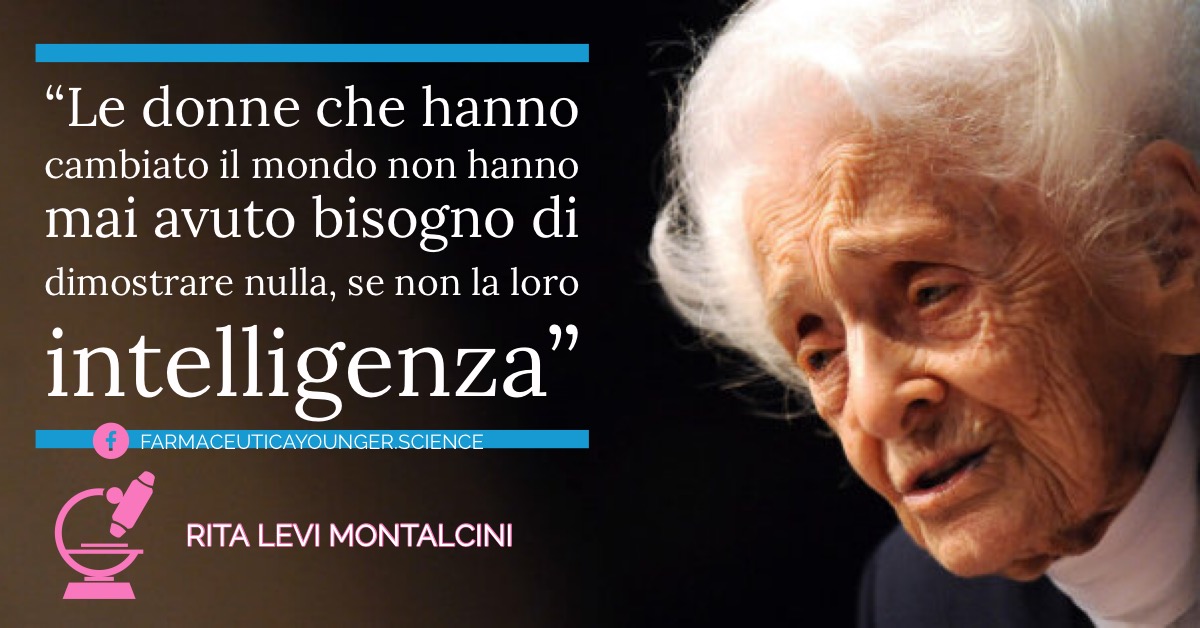 “Le donne che hanno
cambiato il mondo non hanno
mai avuto bisogno di
dimostrare nulla, se non la loro
intelligenza”
FARMACEUTICAYOUNGER.SCIENCE
RITA LEVI MONTALCINI